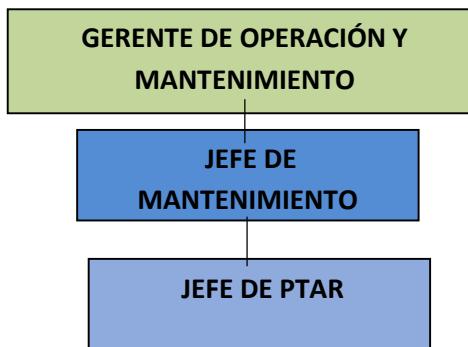 GERENTE DE OPERACIÓN Y
MANTENIMIENTO
JEFE DE
MANTENIMIENTO
JEFE DE PTAR